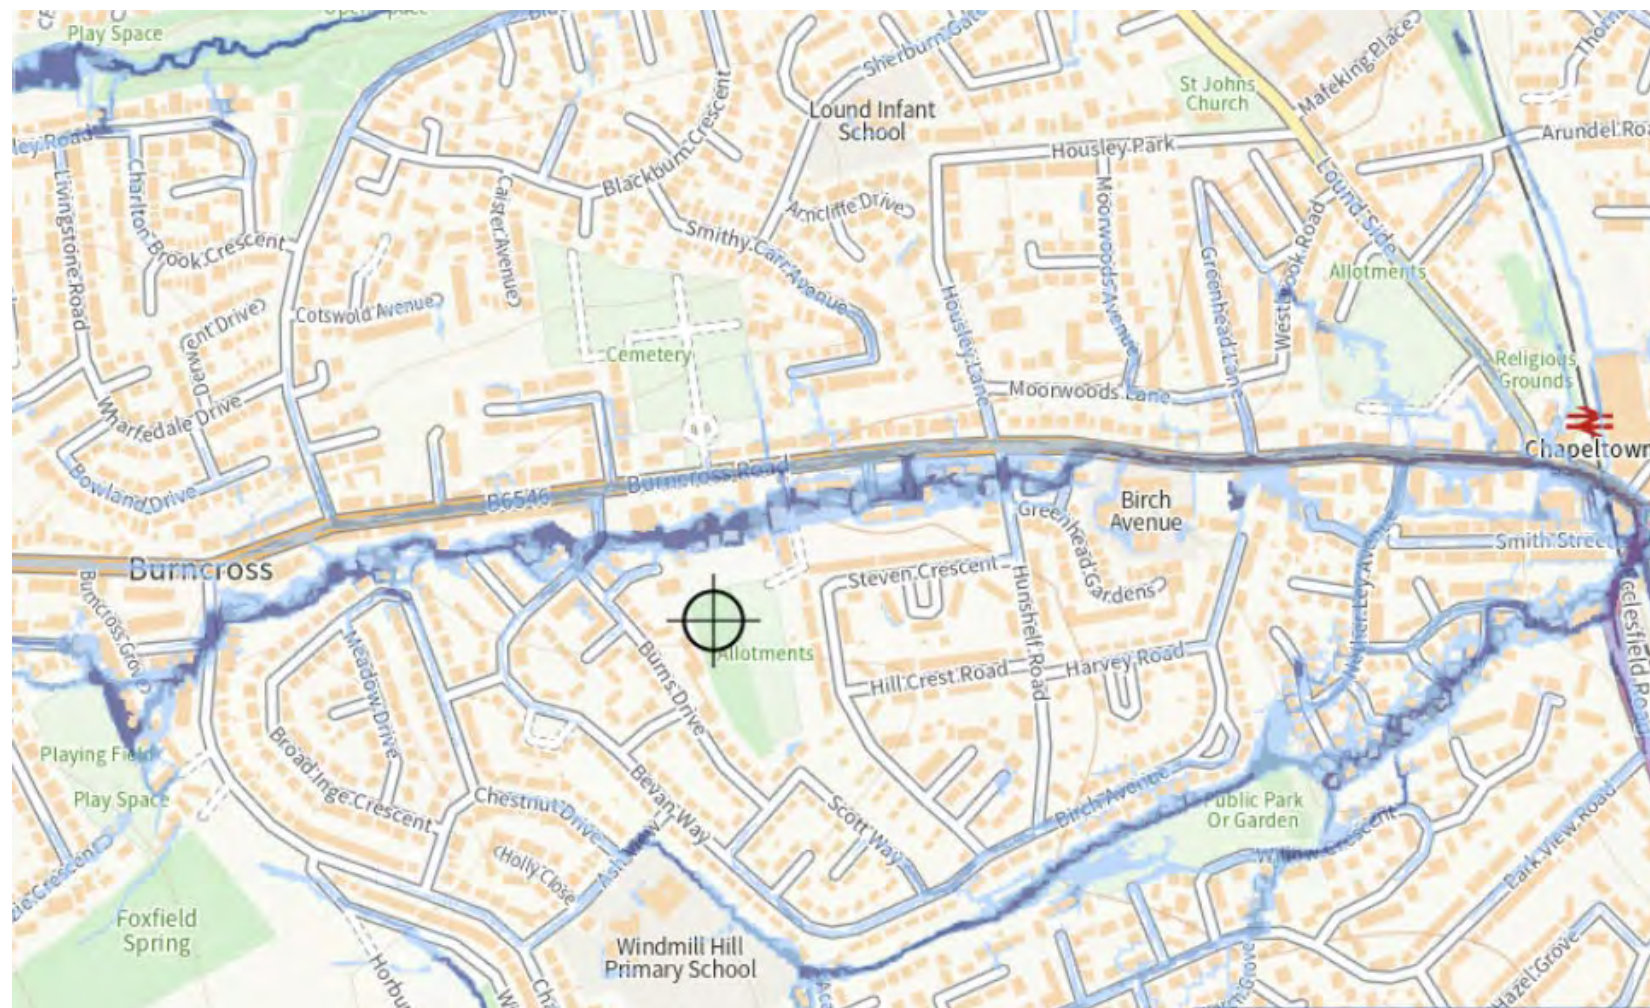 Play Space
Open Space
Sherburn Gate
Mafeking Place
St Johns
Church
Lound Infant
School
Arundel Roa
ley Road
Housley Park
Blackburn Crescent
Livingstone Road
Charlton Brook Crescent
Caister Avenue
Arncliffe Drive
Moorwoods Avenue
Lound Side
Smithy Carr Avenue
Greenhead Lane
Westbrook Road
Allotments
Cotswold Avenue
Housley Lane
Cemetery
Religious
Grounds
Moorwoods Lane
Wharfedale Drive
Chapeltown
Bowland Drive
Burncross Road
B6546
Birch
Avenue
Greenhead Gardens
Smith Street
Burncross
Steven Crescent
Burncross Grove
Hunshelf Road
Meadow Drive
Burns Drive
Allotments
Hill Crest Road
Harvey Road
Playing Field
Broad Inge Crescent
Play Space
Bevan Way
Chestnut Drive
Scott Way
Birch Avenue
Public Park
Or Garden
Willow Crescent
Park View Road
Holly Close
Foxfield
Spring
Windmill Hill
Primary School
Hazel Grove